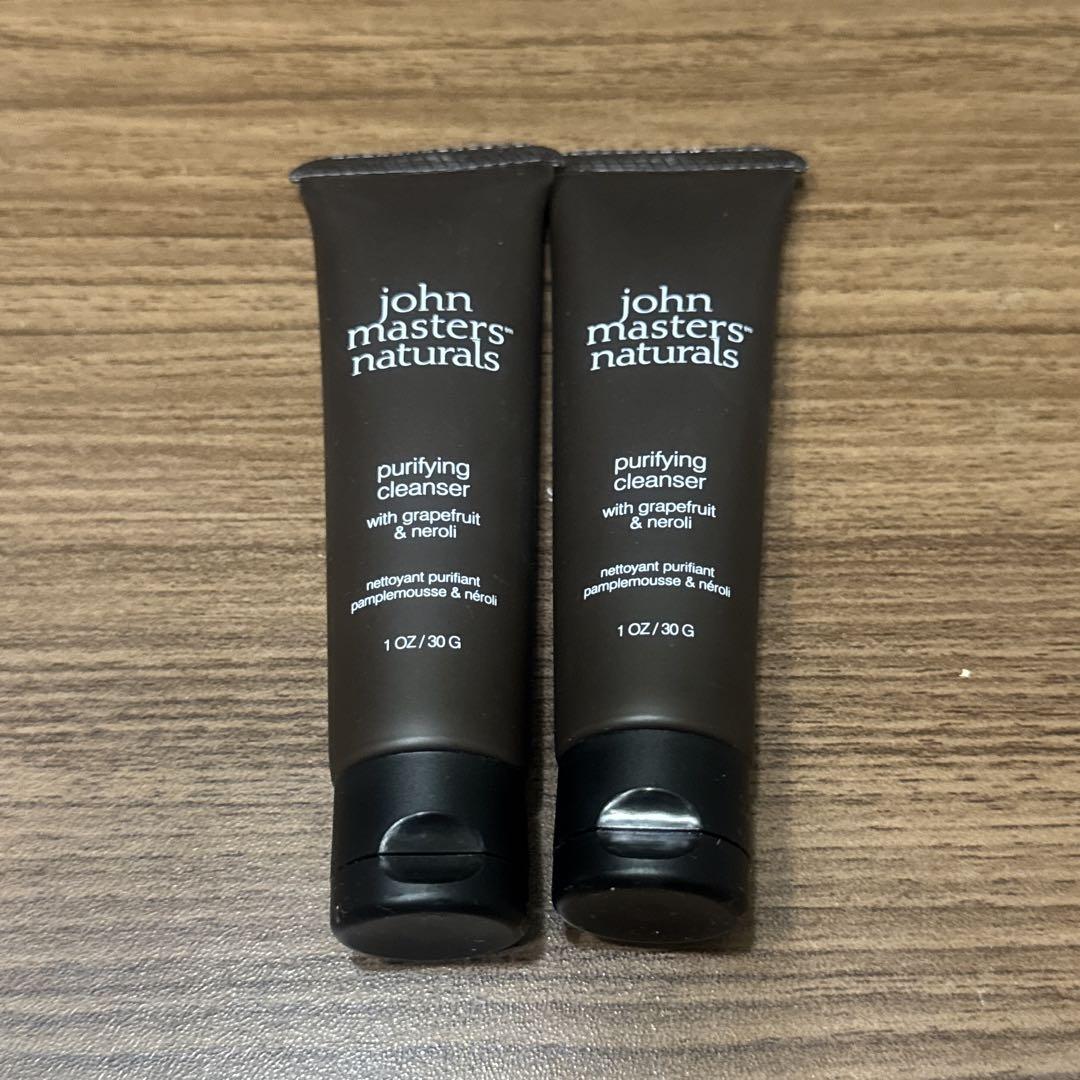 john
masters™
naturals
purifying
cleanser
with grapefruit
& neroli
nettoyant purifiant
pamplemousse & néroli
1 OZ / 30 G
john
masters™
naturals
purifying
cleanser
with grapefruit
& neroli
nettoyant purifiant
pamplemousse & néroli
1 OZ / 30 G